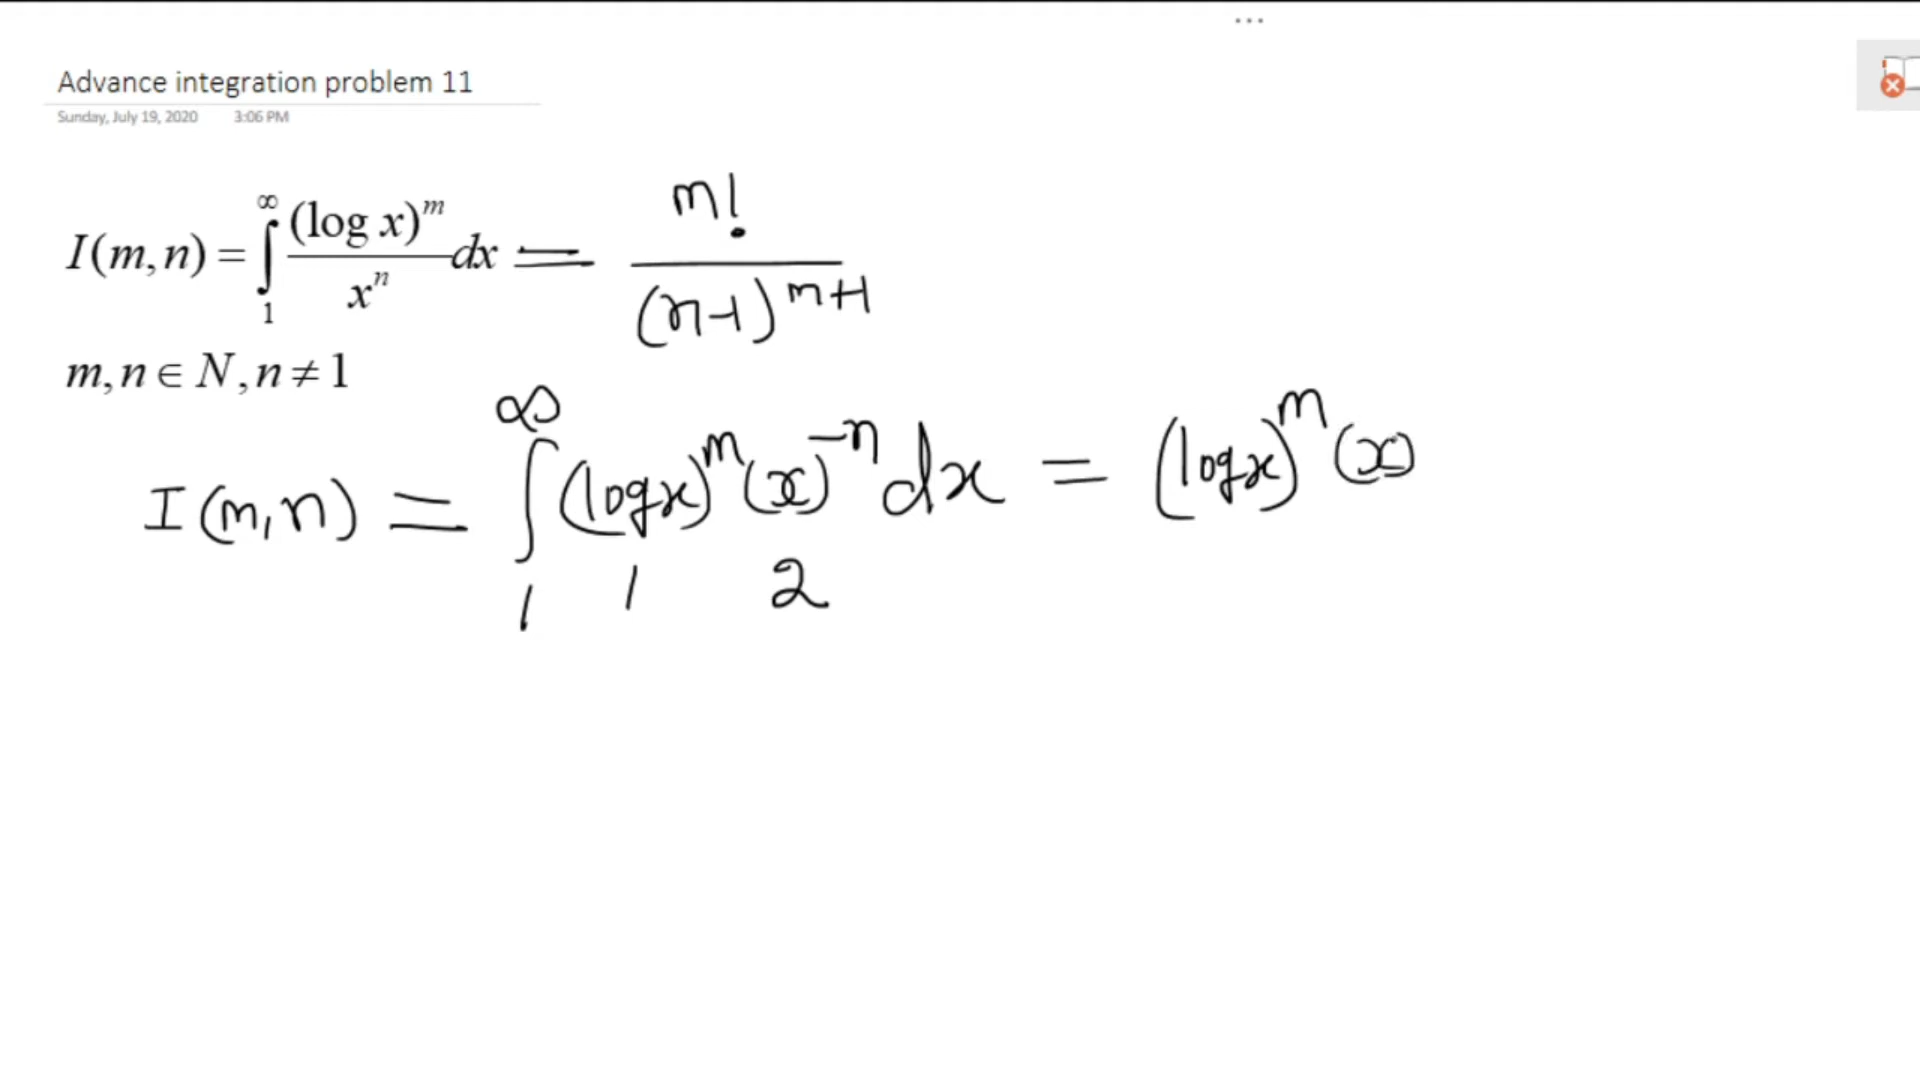 ...
Advance integration problem 11
Sunday, July 19, 2020 3:06 PM
I(m,n) = ∫₁^∞ (log x)^m / x^n dx = m! / (n-1)^(m+1)
m,n ∈ N, n ≠ 1
I(m,n) = ∫₁^∞ (log x)^m (x)^-n dx = (log x)^m (x)
1 2